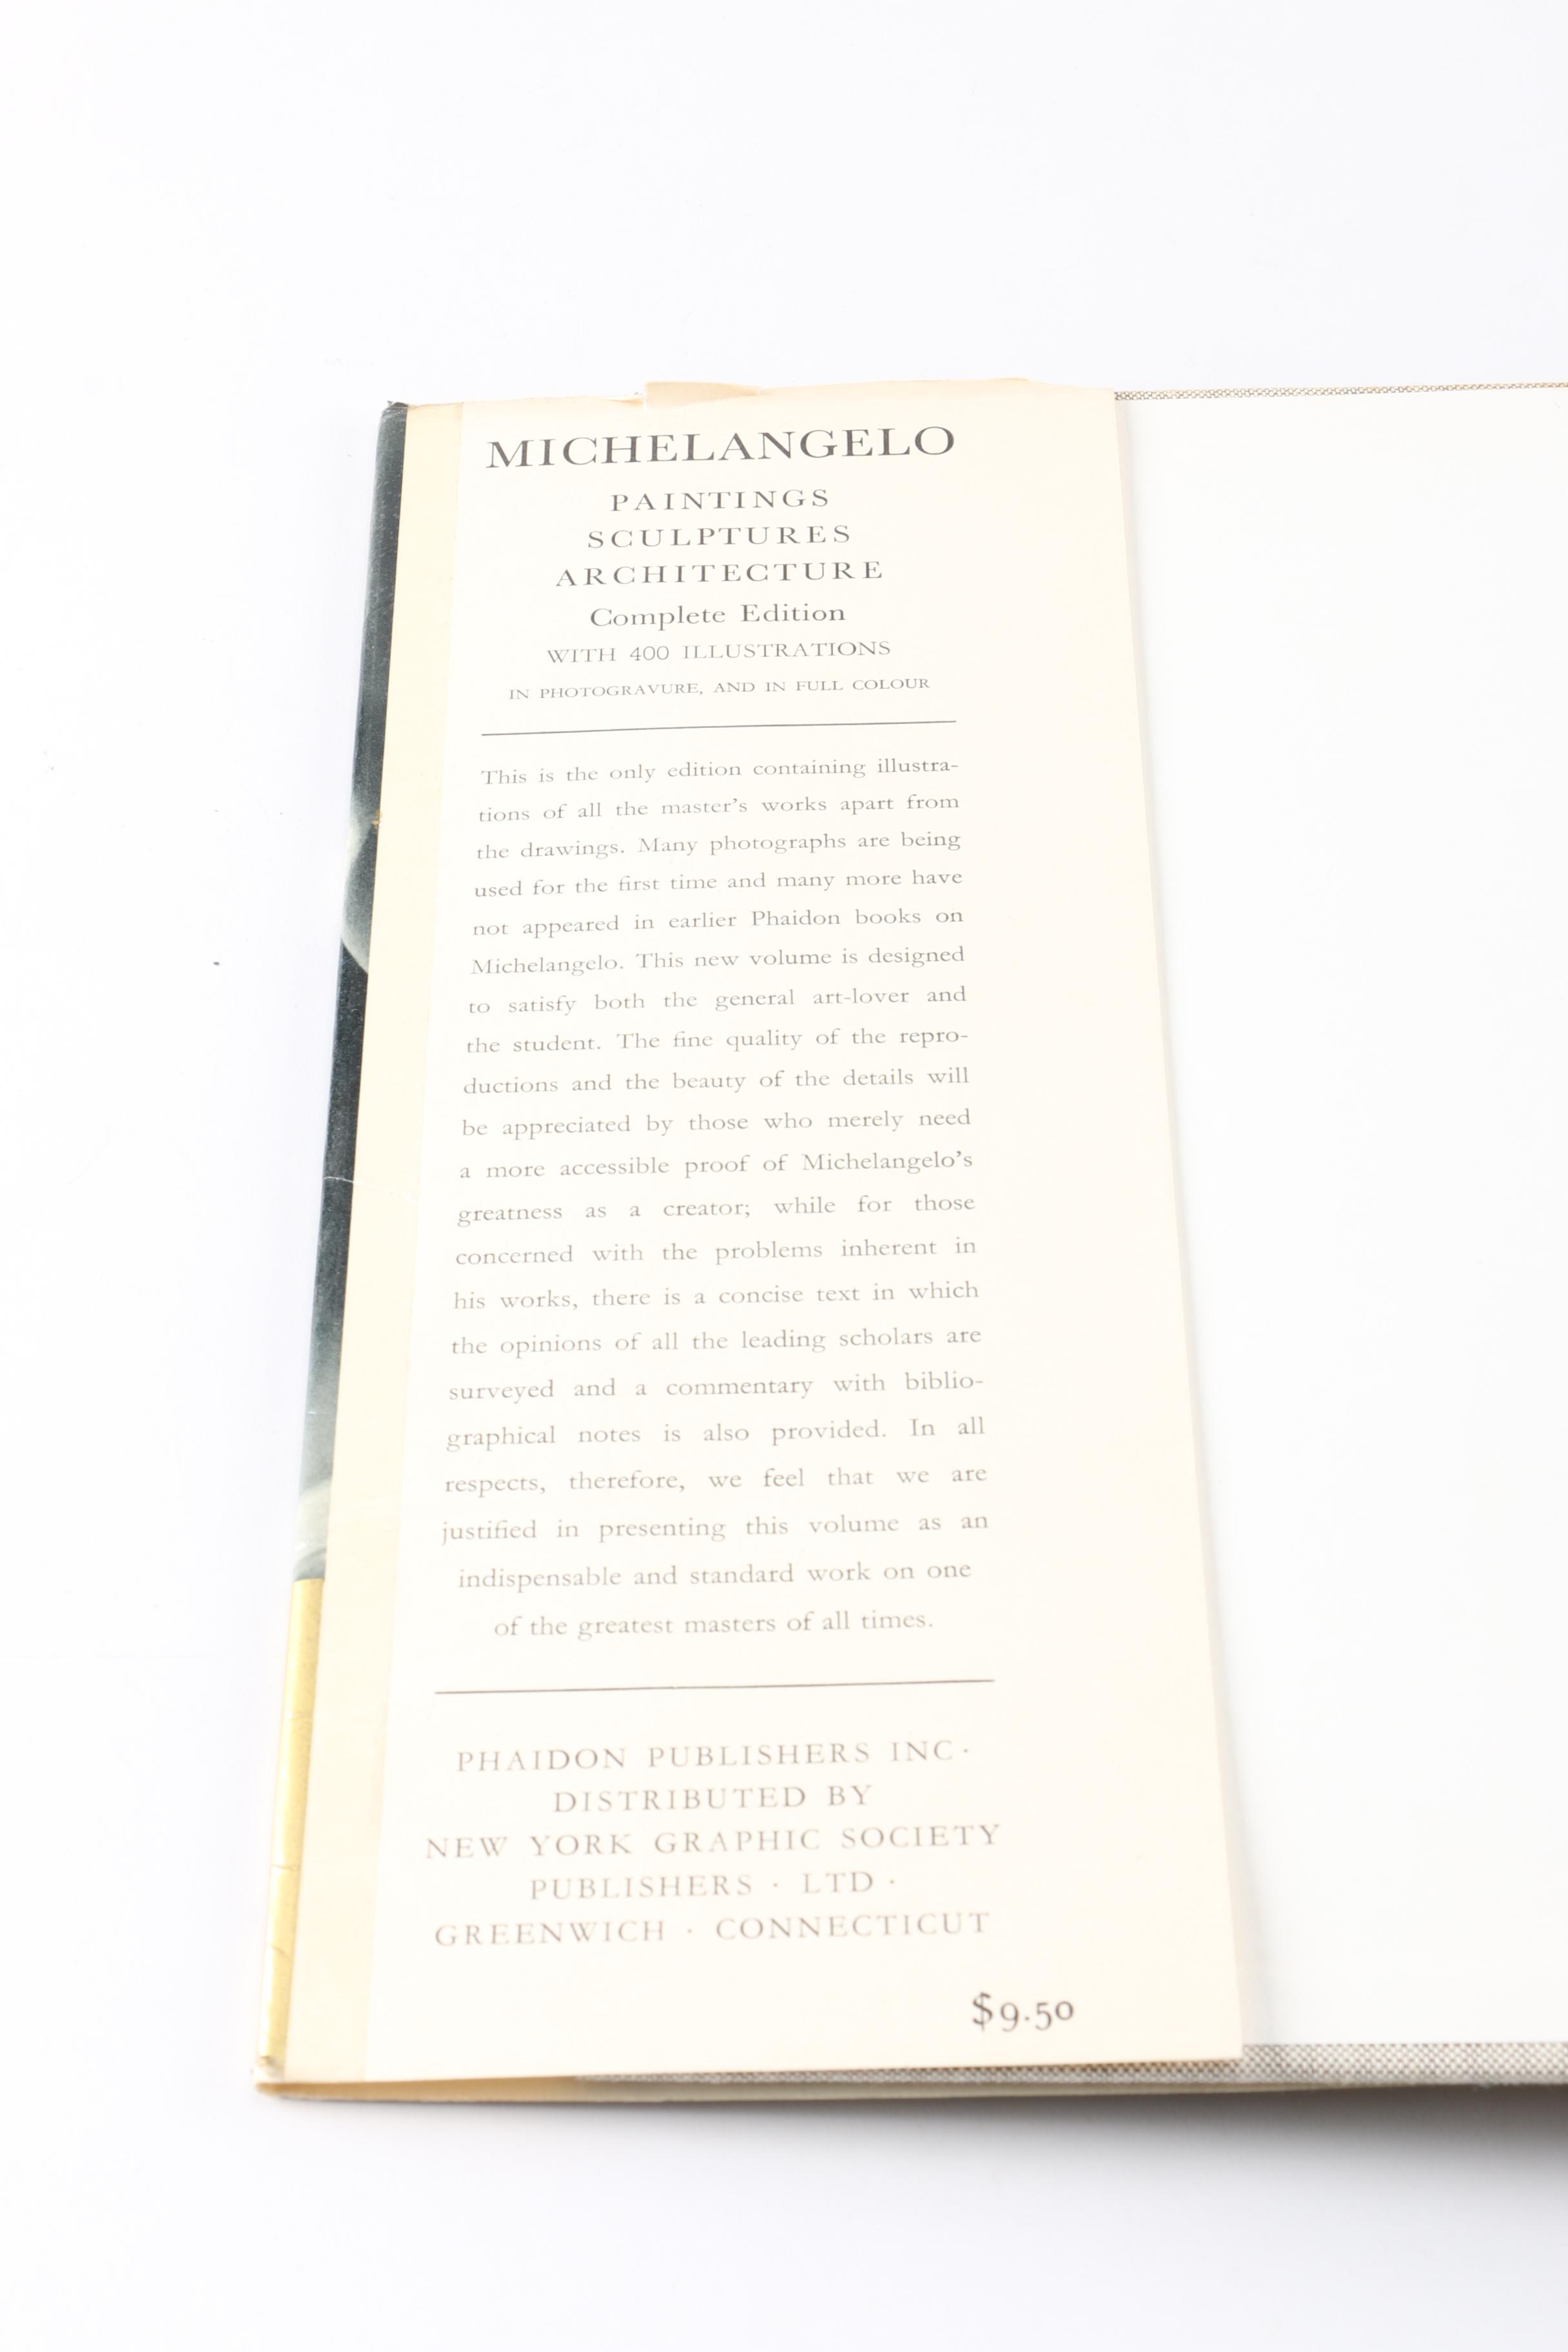 MICHELANGELO
PAINTINGS
SCULPTURES
ARCHITECTURE
Complete Edition
WITH 400 ILLUSTRATIONS
IN PHOTOGRAVURE, AND IN FULL COLOUR
This is the only edition containing illustra-
tions of all the master's works apart from
the drawings. Many photographs are being
used for the first time and many more have
not appeared in earlier Phaidon books on
Michelangelo. This new volume is designed
to satisfy both the general art-lover and
the student. The fine quality of the repro-
ductions and the beauty of the details will
be appreciated by those who merely need
a more accessible proof of Michelangelo's
greatness as a creator; while for those
concerned with the problems inherent in
his works, there is a concise text in which
the opinions of all the leading scholars are
surveyed and a commentary with biblio-
graphical notes is also provided. In all
respects, therefore, we feel that we are
justified in presenting this volume as an
indispensable and standard work on one
of the greatest masters of all times.
PHAIDON PUBLISHERS INC·
DISTRIBUTED BY
NEW YORK GRAPHIC SOCIETY
PUBLISHERS · LTD ·
GREENWICH · CONNECTICUT
$9.50